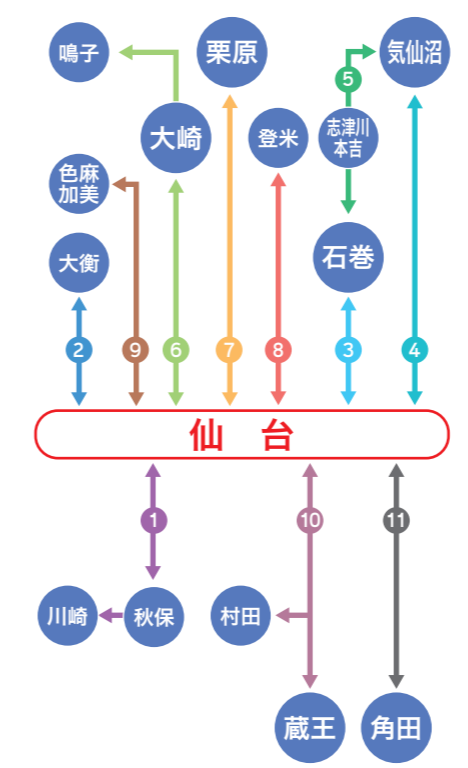 鳴子
栗原
気仙沼
5
大崎
登米
志津川
本吉
色麻
加美
大衡
石巻
2
9
6
7
8
3
4
仙台
1
10
11
川崎
秋保
村田
蔵王
角田